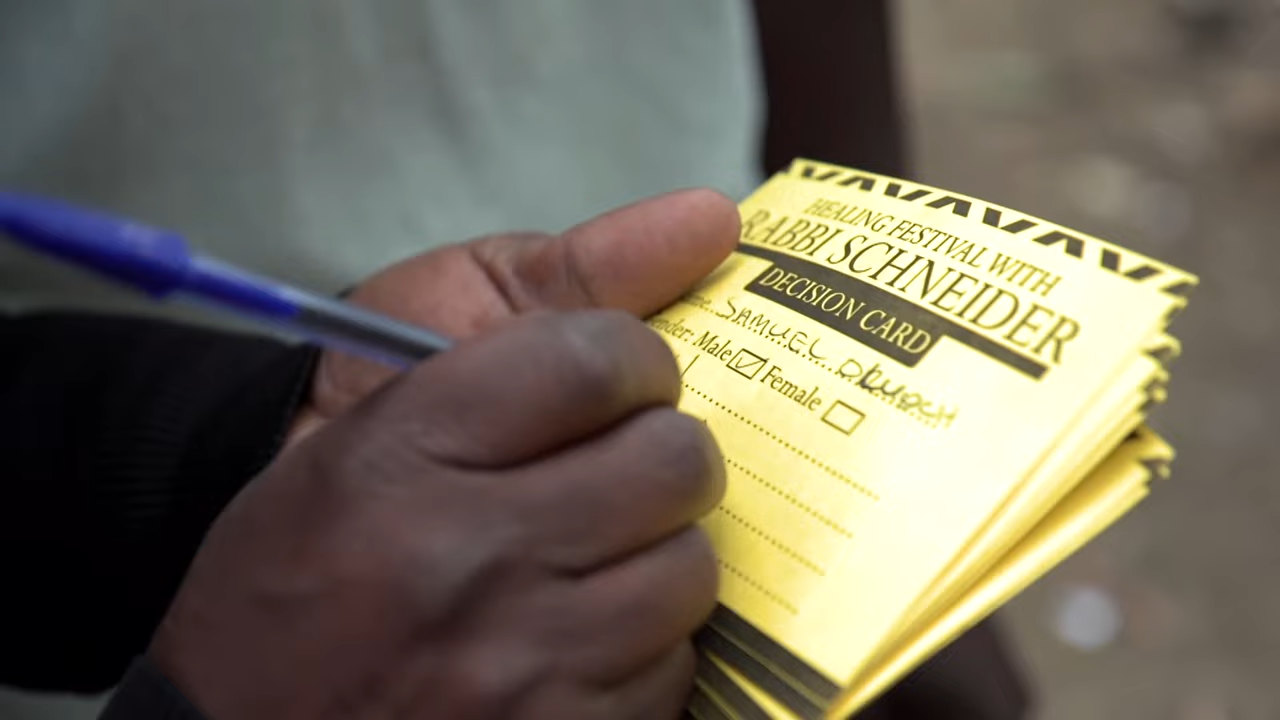 HEALING FESTIVAL WITH
RABBI SCHNEIDER
DECISION CARD
SAMUEL
Male Female